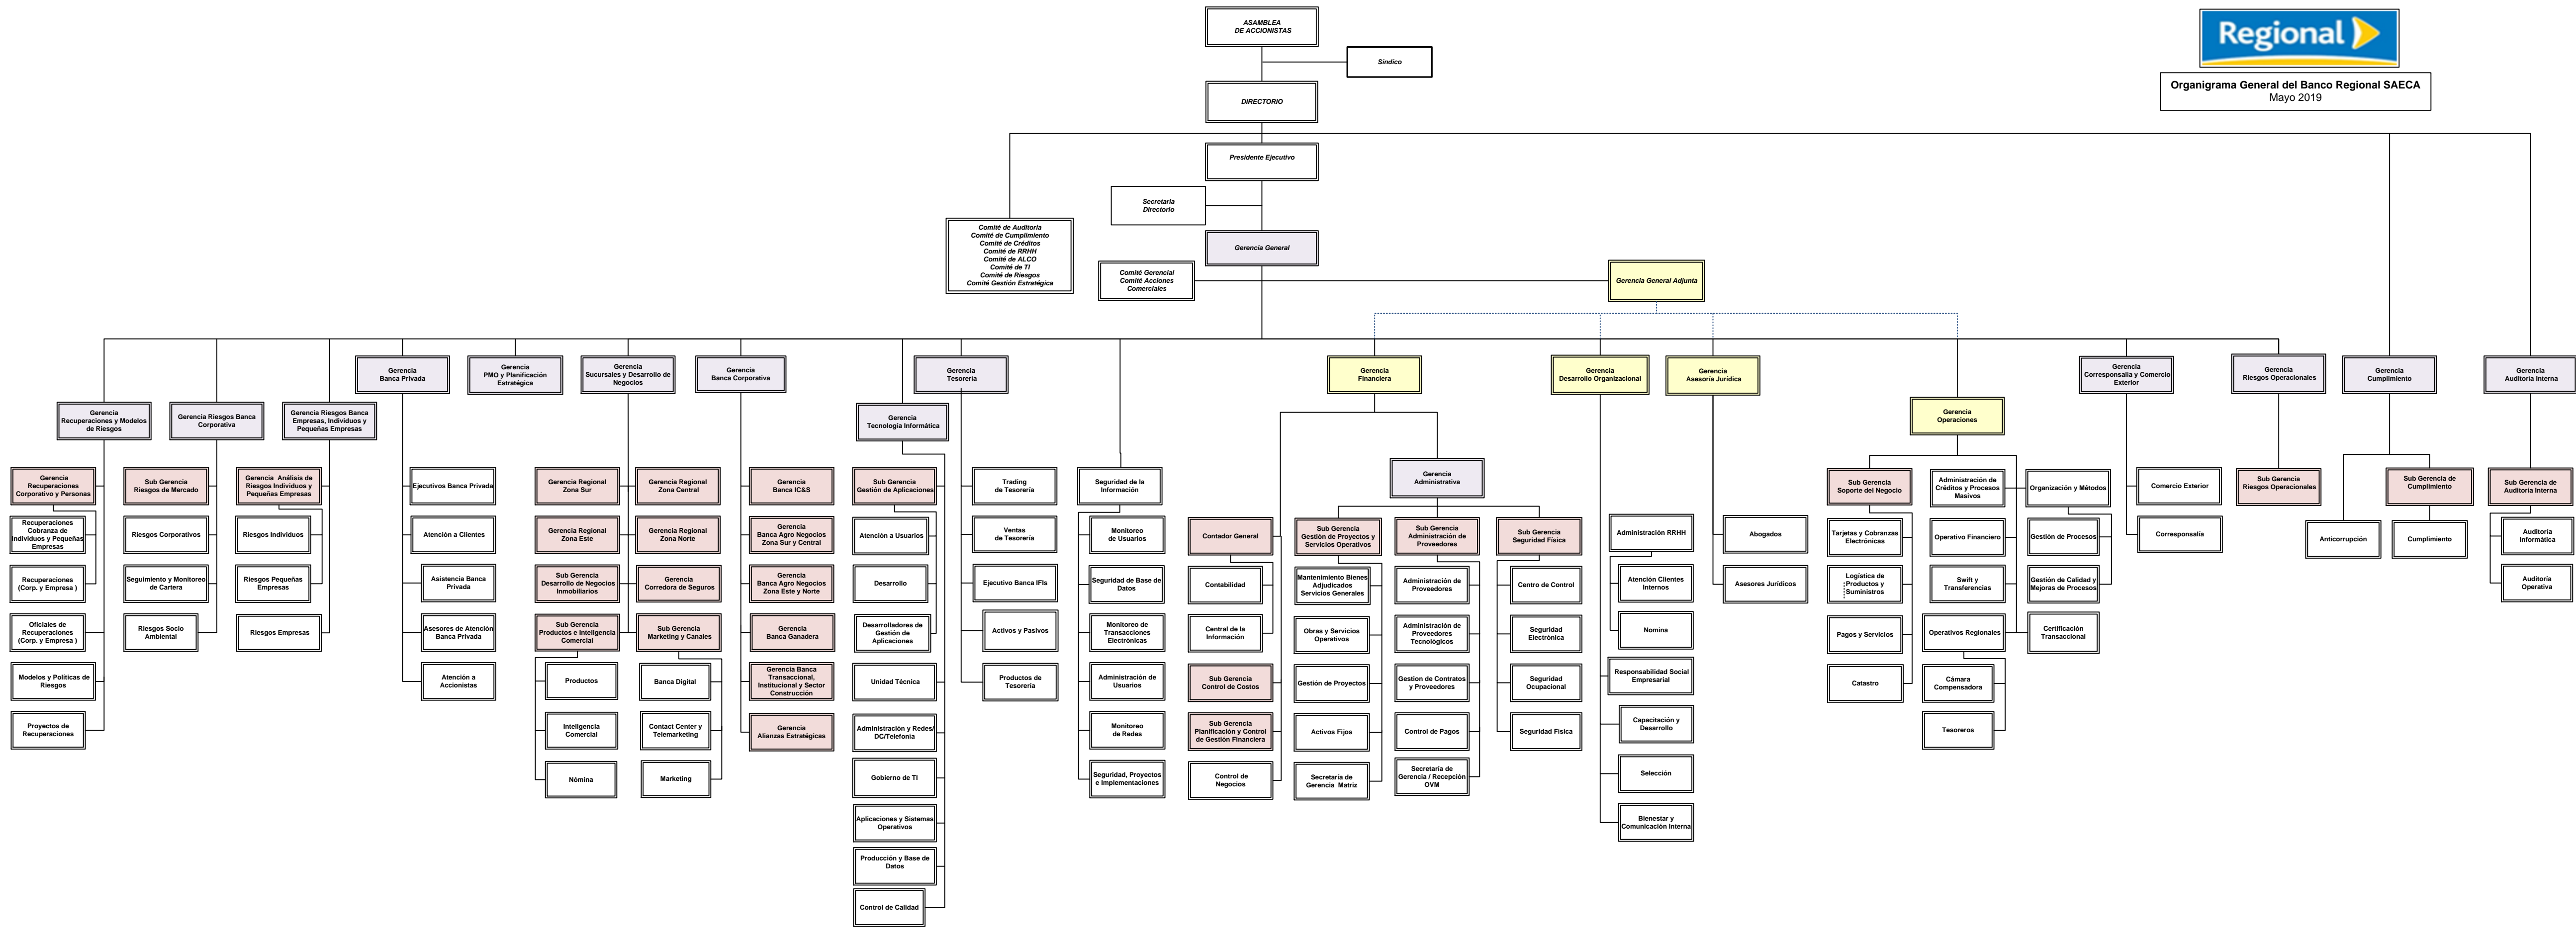 ASAMBLEA
DE ACCIONISTAS
Síndico
DIRECTORIO
Regional
Organigrama General del Banco Regional SAECA
Mayo 2019
Presidente Ejecutivo
Secretaria
Directorio
Comité de Auditoría
Comité de Cumplimiento
Comité de Créditos
Comité de RRHH
Comité de ALCO
Comité de TI
Comité de Riesgos
Comité Gestión Estratégica
Gerencia General
Comité Gerencial
Comité Acciones
Comerciales
Gerencia General Adjunta
Gerencia
Recuperaciones y Modelos
de Riesgos
Gerencia
Recuperaciones
Corporativo y Personas
Recuperaciones
Cobranza de
Individuos y Pequeñas
Empresas
Recuperaciones
(Corp. y Empresa )
Oficiales de
Recuperaciones
(Corp. y Empresa )
Modelos y Políticas de
Riesgos
Proyectos de
Recuperaciones
Gerencia Riesgos Banca
Corporativa
Sub Gerencia
Riesgos de Mercado
Riesgos Corporativos
Seguimiento y Monitoreo
de Cartera
Riesgos Socio
Ambiental
Gerencia Riesgos Banca
Empresas, Individuos y
Pequeñas Empresas
Gerencia Análisis de
Riesgos Individuos y
Pequeñas Empresas
Riesgos Individuos
Riesgos Pequeñas
Empresas
Riesgos Empresas
Gerencia
Banca Privada
Ejecutivos Banca Privada
Atención a Clientes
Asistencia Banca
Privada
Asesores de Atención
Banca Privada
Atención a
Accionistas
Gerencia
PMO y Planificación
Estratégica
Gerencia
Sucursales y Desarrollo de
Negocios
Gerencia Regional
Zona Sur
Gerencia Regional
Zona Central
Gerencia Regional
Zona Este
Gerencia Regional
Zona Norte
Sub Gerencia
Desarrollo de Negocios
Inmobiliarios
Gerencia
Corredora de Seguros
Sub Gerencia
Productos e Inteligencia
Comercial
Sub Gerencia
Marketing y Canales
Productos
Inteligencia
Comercial
Nómina
Banca Digital
Contact Center y
Telemarketing
Marketing
Gerencia
Banca Corporativa
Gerencia
Banca IC&S
Gerencia
Banca Agro Negocios
Zona Sur y Central
Gerencia
Banca Agro Negocios
Zona Este y Norte
Gerencia
Banca Ganadera
Gerencia Banca
Transaccional,
Institucional y Sector
Construcción
Gerencia
Alianzas Estratégicas
Gerencia
Tecnología Informática
Sub Gerencia
Gestión de Aplicaciones
Atención a Usuarios
Desarrollo
Desarrolladores de
Gestión de
Aplicaciones
Unidad Técnica
Administración y Redes/
DC/Telefonía
Gobierno de TI
Aplicaciones y Sistemas
Operativos
Producción y Base de
Datos
Control de Calidad
Gerencia
Tesorería
Trading
de Tesorería
Ventas
de Tesorería
Ejecutivo Banca IFIs
Activos y Pasivos
Productos de
Tesorería
Seguridad de la
Información
Monitoreo
de Usuarios
Seguridad de Base de
Datos
Monitoreo de
Transacciones
Electrónicas
Administración de
Usuarios
Monitoreo
de Redes
Seguridad, Proyectos
e Implementaciones
Gerencia
Financiera
Contador General
Contabilidad
Central de la
Información
Sub Gerencia
Control de Costos
Sub Gerencia
Planificación y Control
de Gestión Financiera
Control de
Negocios
Gerencia
Administrativa
Sub Gerencia
Gestión de Proyectos y
Servicios Operativos
Mantenimiento Bienes
Adjudicados
Servicios Generales
Obras y Servicios
Operativos
Gestión de Proyectos
Activos Fijos
Secretaría de
Gerencia Matriz
Sub Gerencia
Administración de
Proveedores
Administración de
Proveedores
Administración de
Proveedores
Tecnológicos
Gestion de Contratos
y Proveedores
Control de Pagos
Secretaría de
Gerencia / Recepción
OVM
Sub Gerencia
Seguridad Física
Centro de Control
Seguridad
Electrónica
Seguridad
Ocupacional
Seguridad Física
Gerencia
Desarrollo Organizacional
Administración RRHH
Atención Clientes
Internos
Nomina
Responsabilidad Social
Empresarial
Capacitación y
Desarrollo
Selección
Bienestar y
Comunicación Interna
Gerencia
Asesoría Jurídica
Abogados
Asesores Jurídicos
Gerencia
Operaciones
Sub Gerencia
Soporte del Negocio
Tarjetas y Cobranzas
Electrónicas
Logística de
Productos y
Suministros
Pagos y Servicios
Catastro
Administración de
Créditos y Procesos
Masivos
Operativo Financiero
Swift y
Transferencias
Operativos Regionales
Cámara
Compensadora
Tesoreros
Organización y Métodos
Gestión de Procesos
Gestión de Calidad y
Mejoras de Procesos
Certificación
Transaccional
Gerencia
Corresponsalía y Comercio
Exterior
Comercio Exterior
Corresponsalía
Gerencia
Riesgos Operacionales
Sub Gerencia
Riesgos Operacionales
Gerencia
Cumplimiento
Sub Gerencia de
Cumplimiento
Anticorrupción
Cumplimiento
Gerencia
Auditoría Interna
Sub Gerencia de
Auditoría Interna
Auditoría
Informática
Auditoría
Operativa